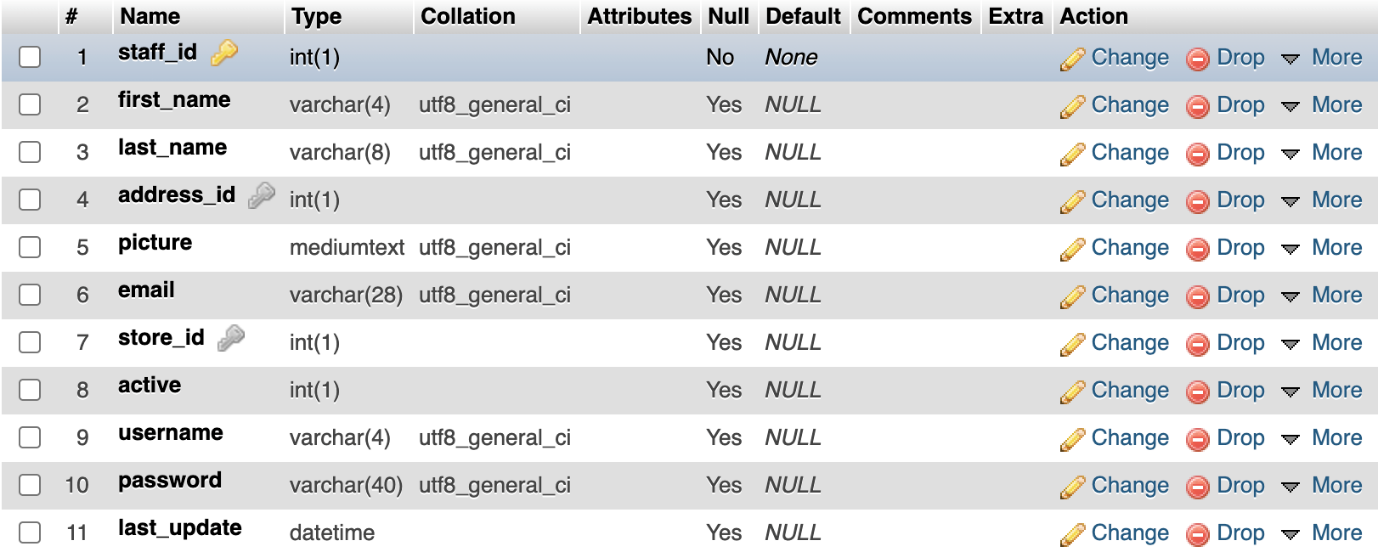 # Name Type Collation Attributes Null Default Comments Extra Action
1 staff_id int(1) No None Change Drop More
2 first_name varchar(4) utf8_general_ci Yes NULL Change Drop More
3 last_name varchar(8) utf8_general_ci Yes NULL Change Drop More
4 address_id int(1) Yes NULL Change Drop More
5 picture mediumtext utf8_general_ci Yes NULL Change Drop More
6 email varchar(28) utf8_general_ci Yes NULL Change Drop More
7 store_id int(1) Yes NULL Change Drop More
8 active int(1) Yes NULL Change Drop More
9 username varchar(4) utf8_general_ci Yes NULL Change Drop More
10 password varchar(40) utf8_general_ci Yes NULL Change Drop More
11 last_update datetime Yes NULL Change Drop More